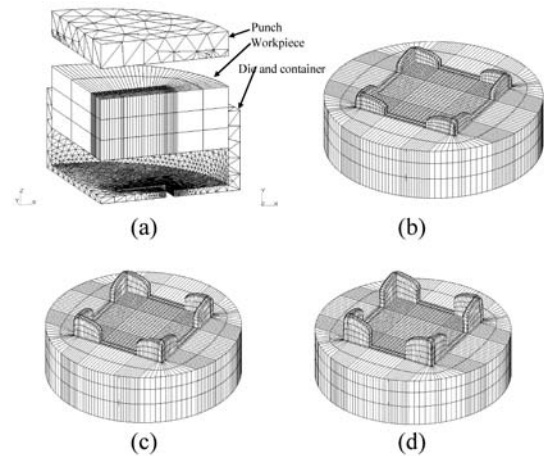 Punch
Workpiece
Die and container
(a)
(b)
(c)
(d)